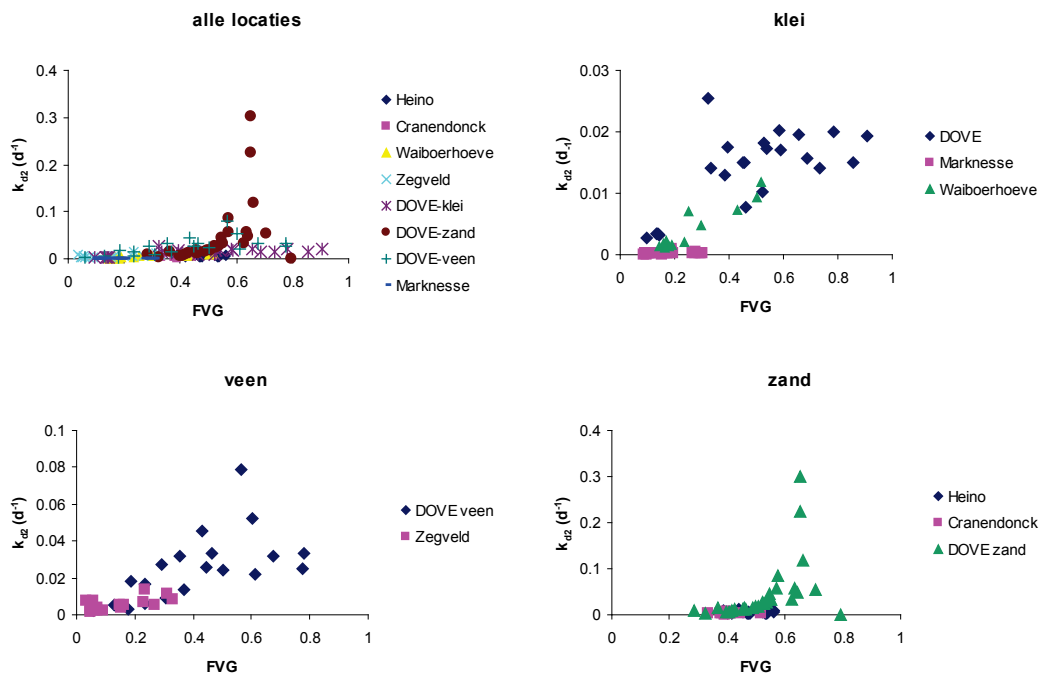 alle locaties
k_d2 (d^-1)
0.4
0.3
0.2
0.1
0
0
0.2
0.4
0.6
0.8
1
FVG
Heino
Cranendonck
Waiboerhoeve
Zegveld
DOVE-klei
DOVE-zand
DOVE-veen
Marknesse
klei
k_d2 (d_-1)
0.03
0.02
0.01
0
0
0.2
0.4
0.6
0.8
1
FVG
DOVE
Marknesse
Waiboerhoeve
veen
k_d2 (d^-1)
0.1
0.08
0.06
0.04
0.02
0
0
0.2
0.4
0.6
0.8
1
FVG
DOVE veen
Zegveld
zand
k_d2 (d^-1)
0.4
0.3
0.2
0.1
0
0
0.2
0.4
0.6
0.8
1
FVG
Heino
Cranendonck
DOVE zand